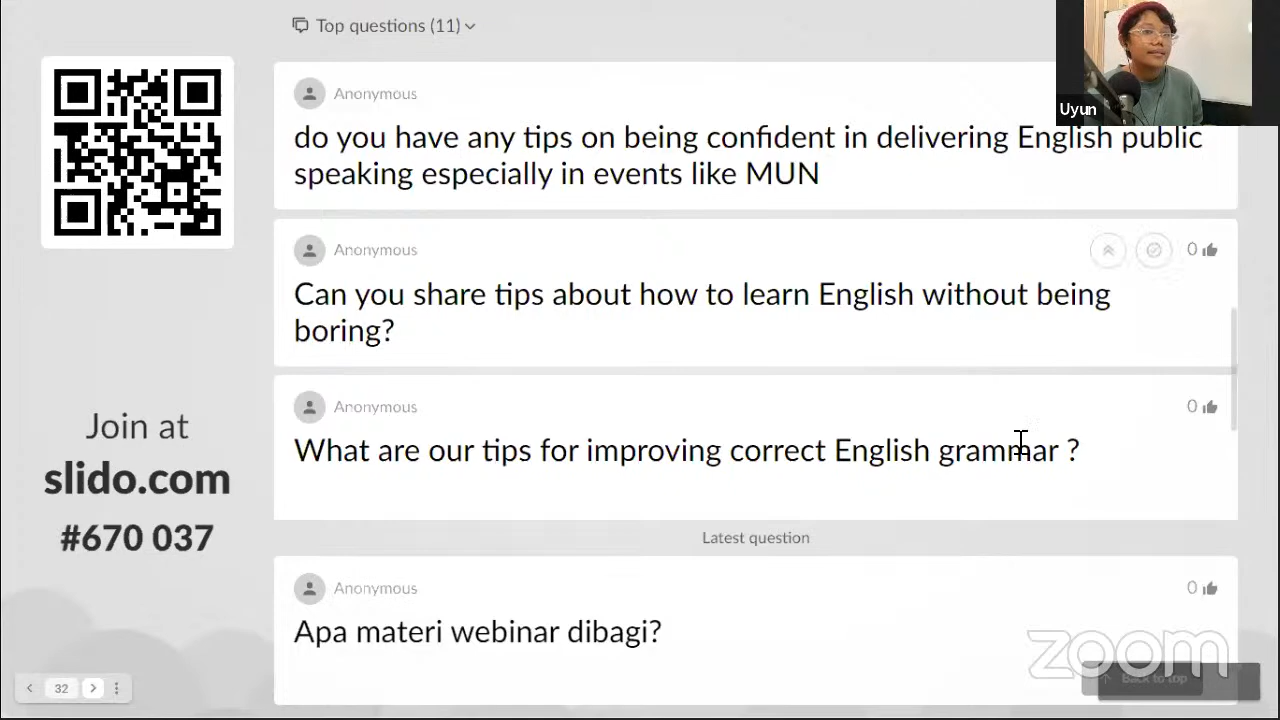 Top questions (11)
Uyun
Anonymous
do you have any tips on being confident in delivering English public
speaking especially in events like MUN
Anonymous
0
Can you share tips about how to learn English without being
boring?
Anonymous
0
What are our tips for improving correct English grammar ?
Join at
slido.com
#670 037
Latest question
Anonymous
0
Apa materi webinar dibagi?
zoom
Back to top
32